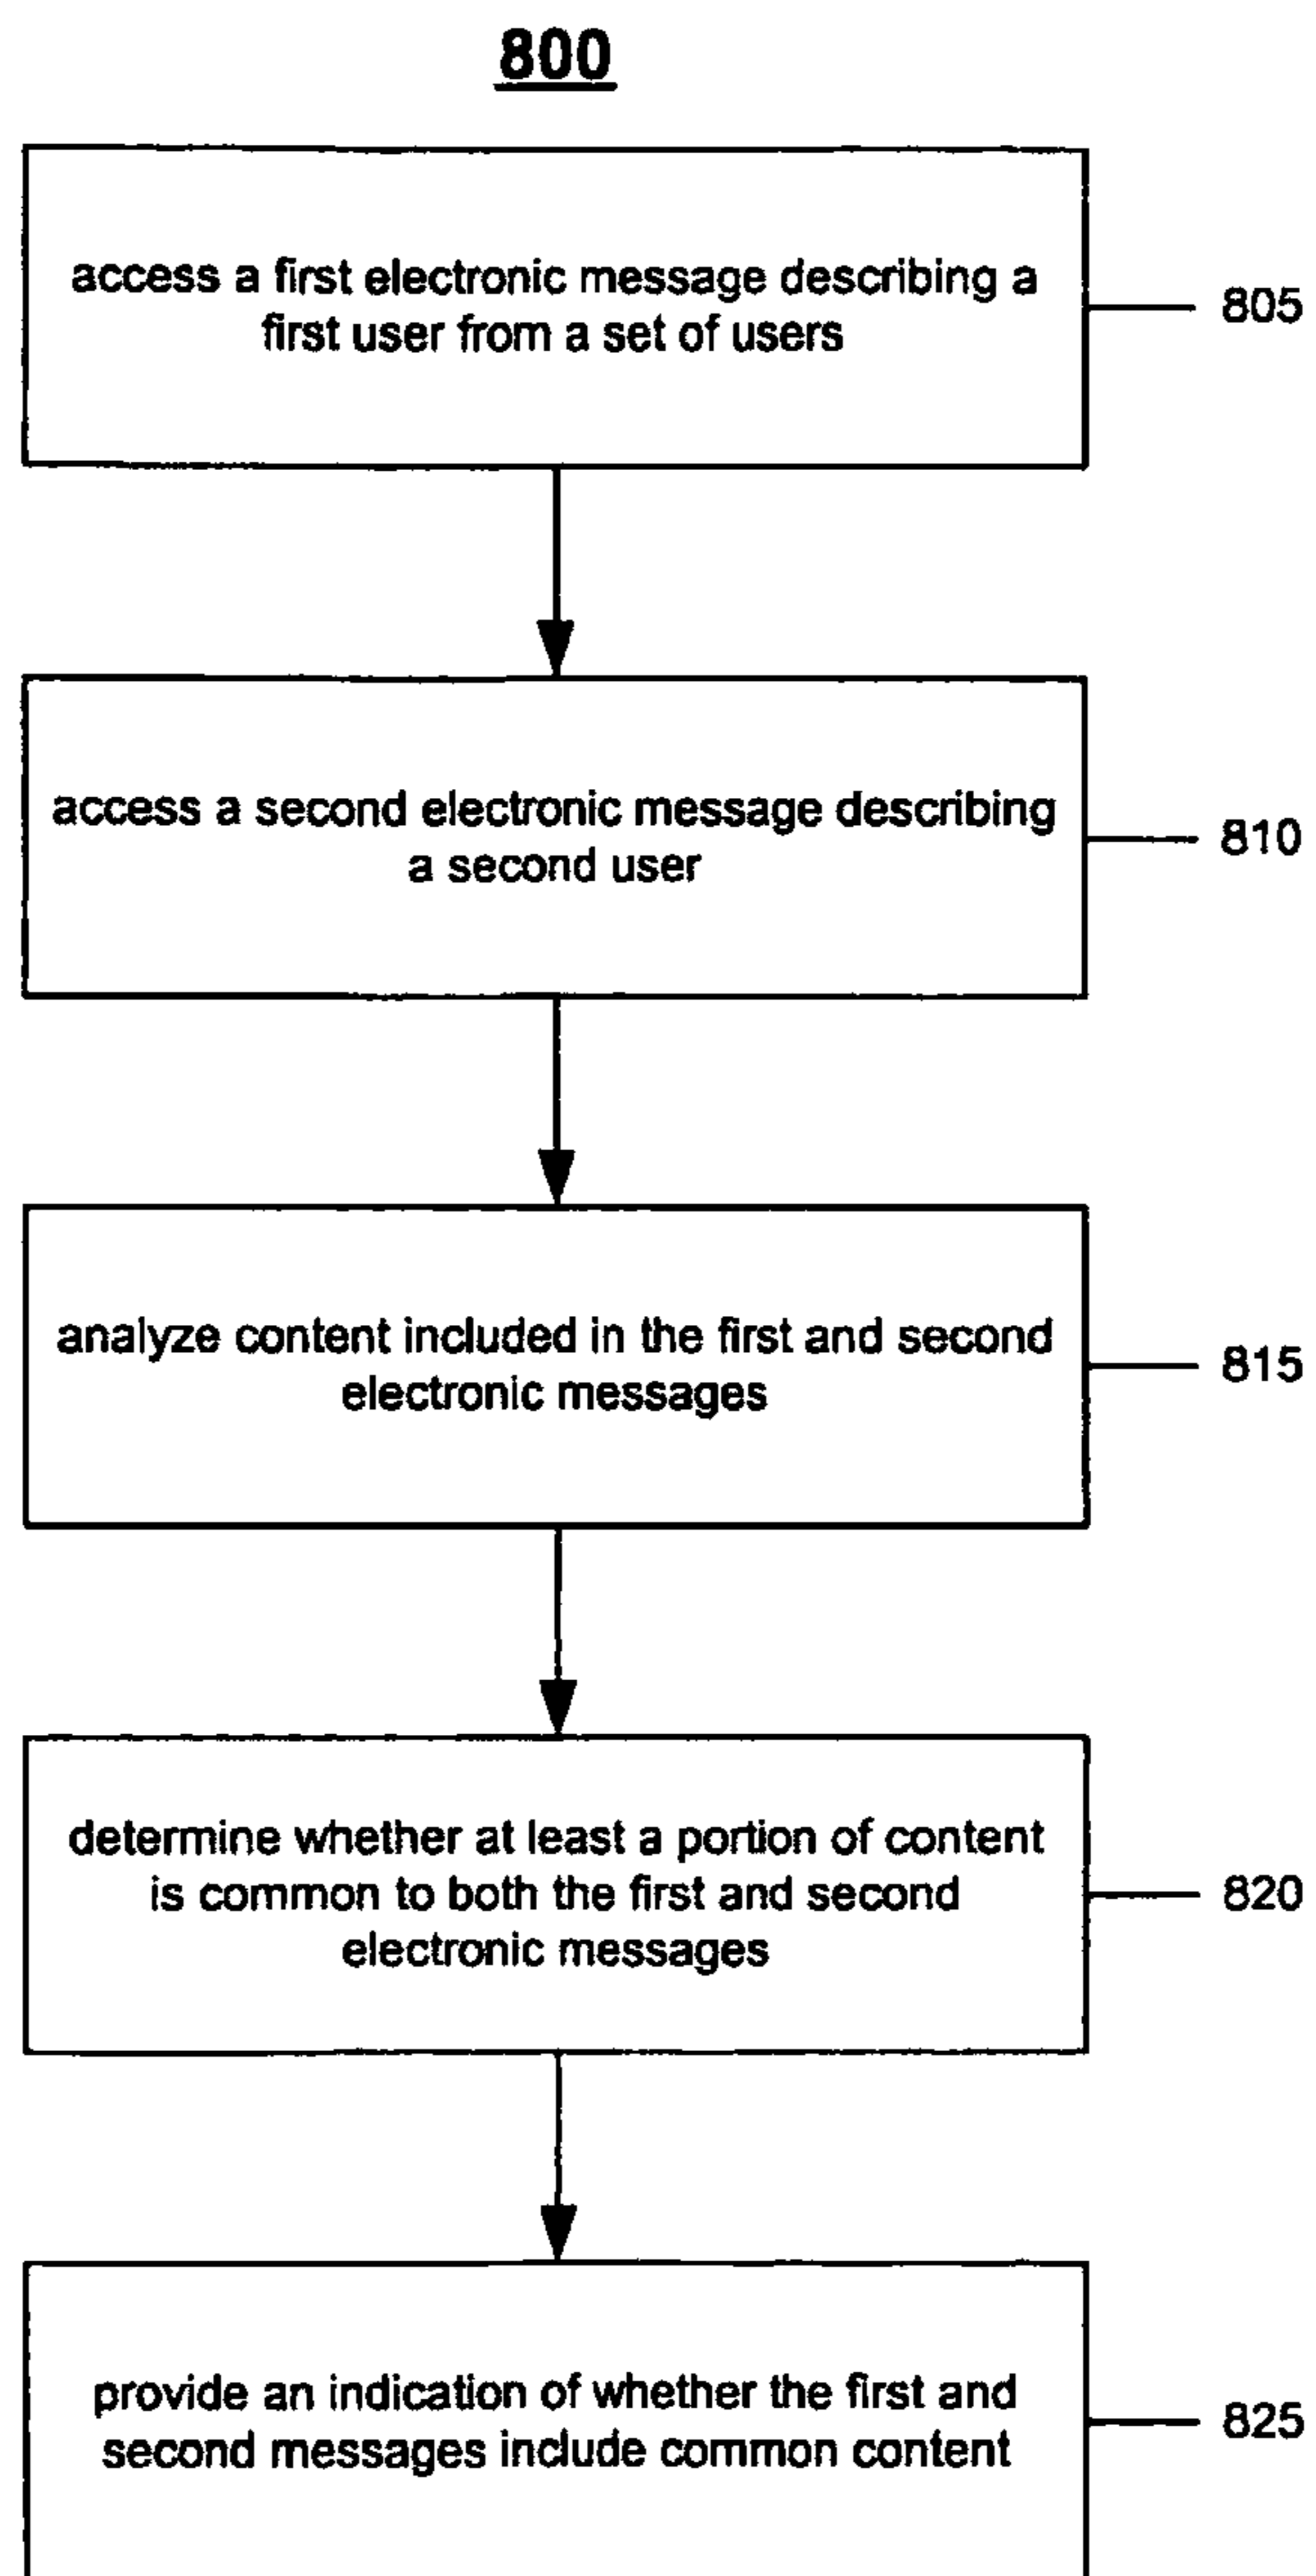 800
access a first electronic message describing a
first user from a set of users
805
access a second electronic message describing
a second user
810
analyze content included in the first and second
electronic messages
815
determine whether at least a portion of content
is common to both the first and second
electronic messages
820
provide an indication of whether the first and
second messages include common content
825